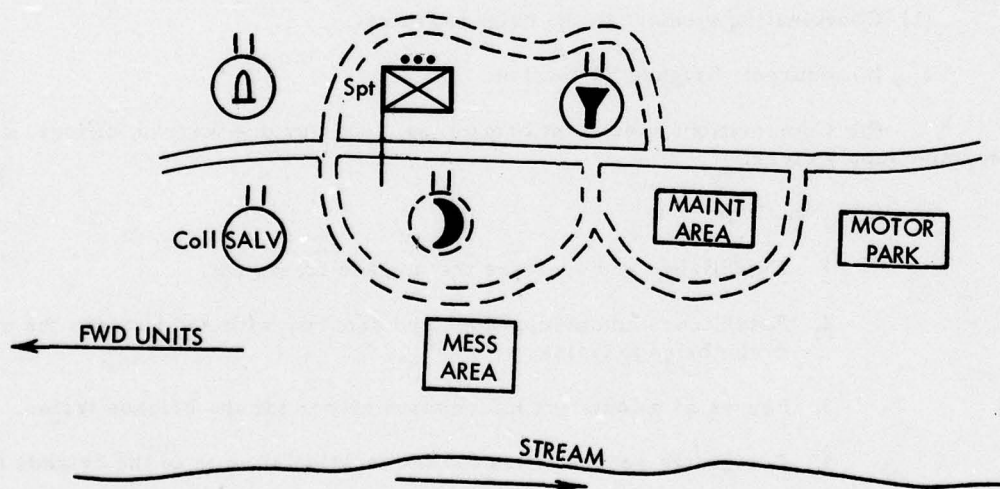 Spt
MAINT
AREA
MOTOR
PARK
Coll SALV
FWD UNITS
MESS
AREA
STREAM